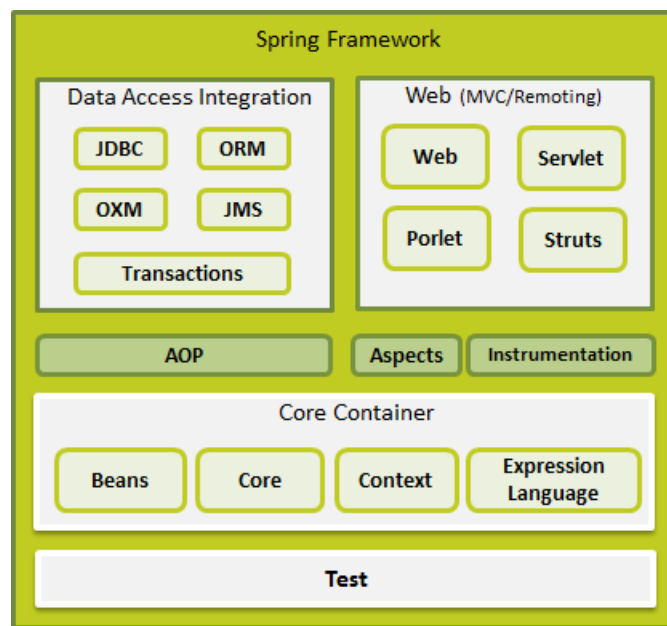 Spring Framework
Data Access Integration
JDBC
ORM
OXM
JMS
Transactions
Web (MVC/Remoting)
Web
Servlet
Porlet
Struts
AOP
Aspects
Instrumentation
Core Container
Beans
Core
Context
Expression
Language
Test